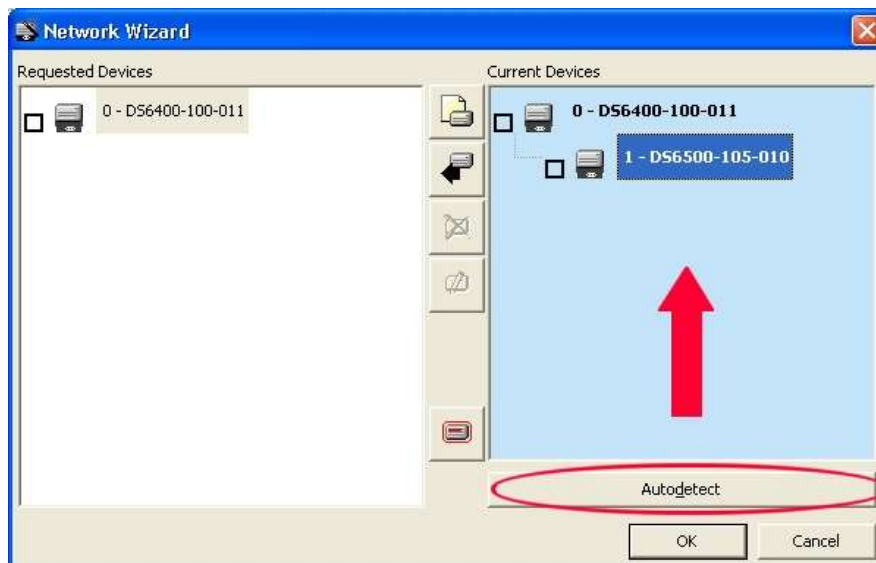 Network Wizard
Requested Devices
0 - DS6400-100-011
Current Devices
0 - DS6400-100-011
1 - DS6500-105-010
Autodetect
OK
Cancel